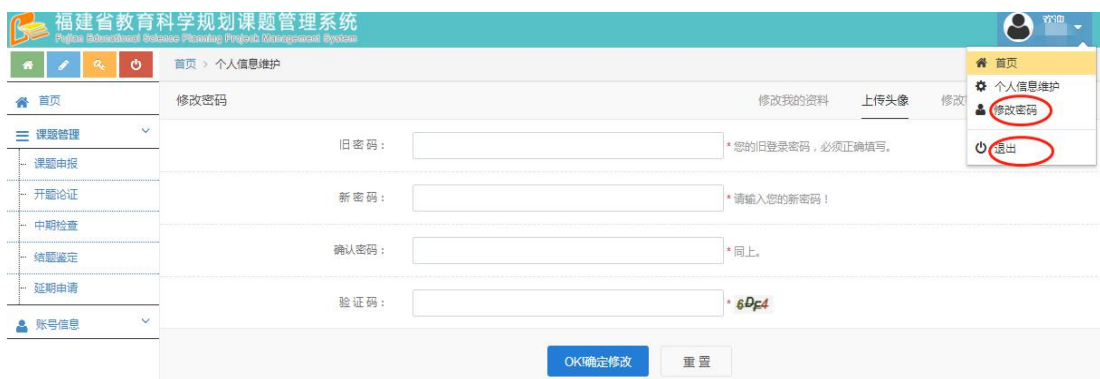 福建省教育科学规划课题管理系统
Fujian Educational Science Planning Project Management System
首页 > 个人信息维护
首页
个人信息维护
修改密码
退出
首页
课题管理
课题申报
开题论证
中期检查
结题鉴定
延期申请
账号信息
修改密码
修改我的资料
上传头像
修改
旧密码：
* 您的旧登录密码，必须正确填写。
新密码：
* 请输入您的新密码！
确认密码：
* 同上。
验证码：
* 6DF4
OK!确定修改
重置